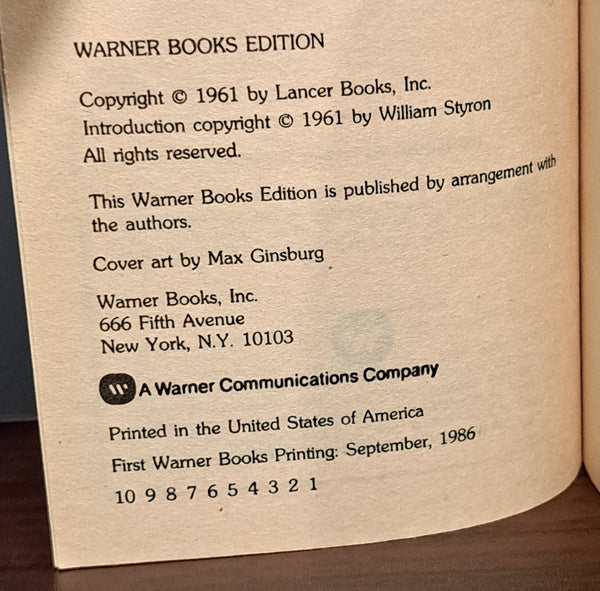 WARNER BOOKS EDITION
Copyright © 1961 by Lancer Books, Inc.
Introduction copyright © 1961 by William Styron
All rights reserved.
This Warner Books Edition is published by arrangement with
the authors.
Cover art by Max Ginsburg
Warner Books, Inc.
666 Fifth Avenue
New York, N.Y. 10103
W A Warner Communications Company
Printed in the United States of America
First Warner Books Printing: September, 1986
10 9 8 7 6 5 4 3 2 1